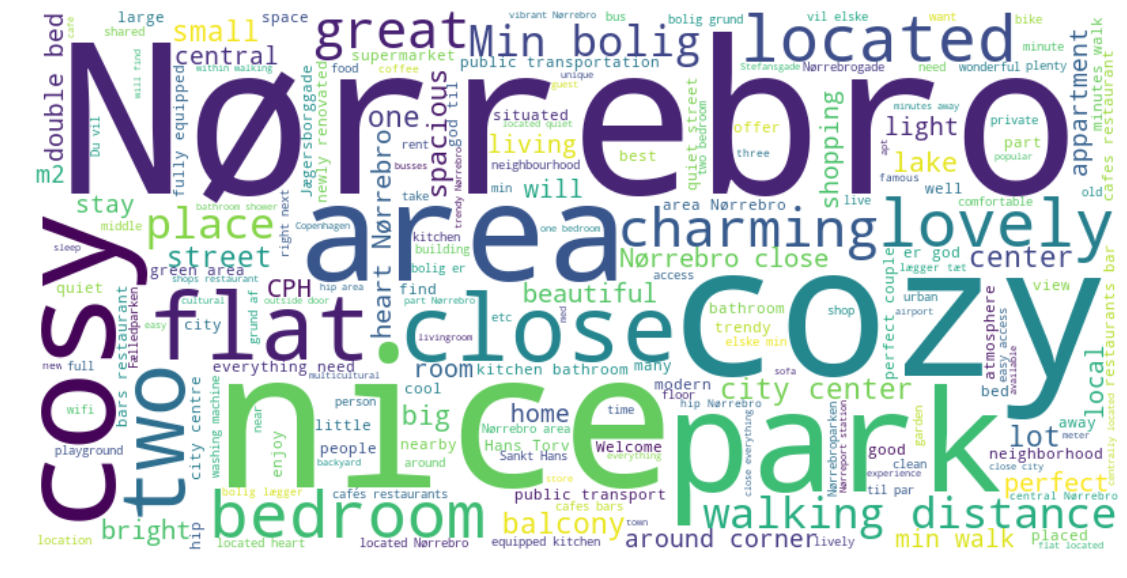 Nørrebro
cozy
nice
area
park
cosy
flat
close
two
located
lovely
great
Min bolig
charming
bedroom
walking distance
place
street
central
small
large
shared
space
double bed
m2
Du vil
will find
within walking
fully equipped
Jægersborggade
newly renovated
supermarket
food
coffee
cafe
vibrant Nørrebro
bus
public transportation
unique
guest
bolig grund
vil elske
want
bike
minute
Stefansgade
Nørrebrogade
need
wonderful
plenty
appartment
minutes walk
cafes restaurant
one
spacious
god til
situated
located quiet
living
neighbourhood
rent
busses
trendy Nørrebro
min
best
quiet street
two bedroom
offer
three
shopping
minutes away
apt
light
lake
famous
well
private
part
popular
old
comfortable
stay
middle
bathroom shower
right next
Copenhagen
heart Nørrebro
take
will
kitchen
building
one bedroom
area Nørrebro
live
Nørrebro close
er god
lægger tæt
center
sleep
quiet
green area
shops restaurant
cultural
grund af
outside door
CPH
hip area
bolig er
find
part Nørrebro
etc
beautiful
access
bathroom
trendy
elske min
shop
perfect couple
urban
airport
atmosphere
easy access
available
view
local
centrally located restaurants bar
new
full
bars restaurant
Fælledparken
easy
city
everything need
multicultural
livingroom
med
room
kitchen bathroom
many
modern
floor
city center
sofa
bed
away
wifi
playground
city centre
washing machine
near
enjoy
person
little
people
backyard
around
cool
big
nearby
home
Nørrebro area
Hans Torv
Sankt Hans
time
Welcome
everything
hip Nørrebro
close everything
Nørrebroparken
Nørreport station
garden
good
clean
experience
til par
lot
neighborhood
meter
close city
perfect
central Nørrebro
bright
hip
location
bolig lægger
located heart
cafés restaurants
located Nørrebro
store
public transport
cafes bars
equipped kitchen
balcony
town
around corner
lively
min walk
placed
flat located